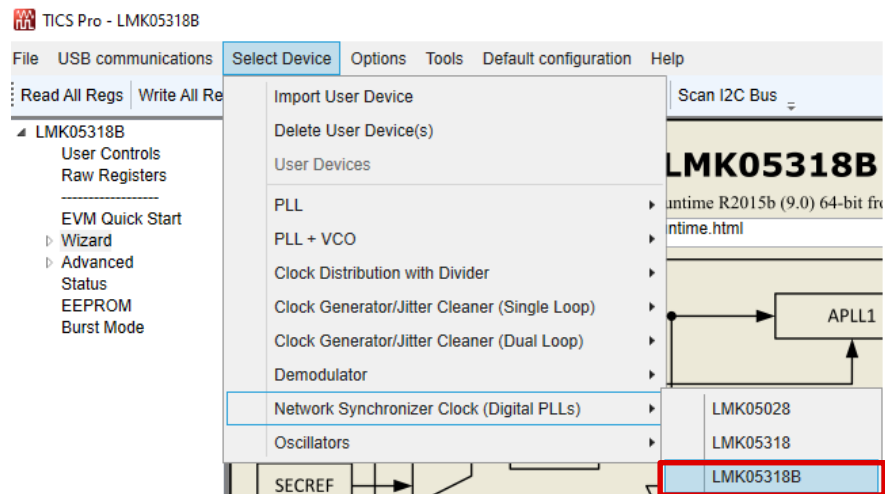 TICS Pro - LMK05318B
File USB communications Select Device Options Tools Default configuration Help
Read All Regs Write All Re Scan I2C Bus
LMK05318B
User Controls
Raw Registers
------------------
EVM Quick Start
Wizard
Advanced
Status
EEPROM
Burst Mode
Import User Device
Delete User Device(s)
User Devices
PLL
PLL + VCO
Clock Distribution with Divider
Clock Generator/Jitter Cleaner (Single Loop)
Clock Generator/Jitter Cleaner (Dual Loop)
Demodulator
Network Synchronizer Clock (Digital PLLs)
Oscillators
LMK05028
LMK05318
LMK05318B
LMK05318B
untime R2015b (9.0) 64-bit fr
ntime.html
APLL1
SECREF